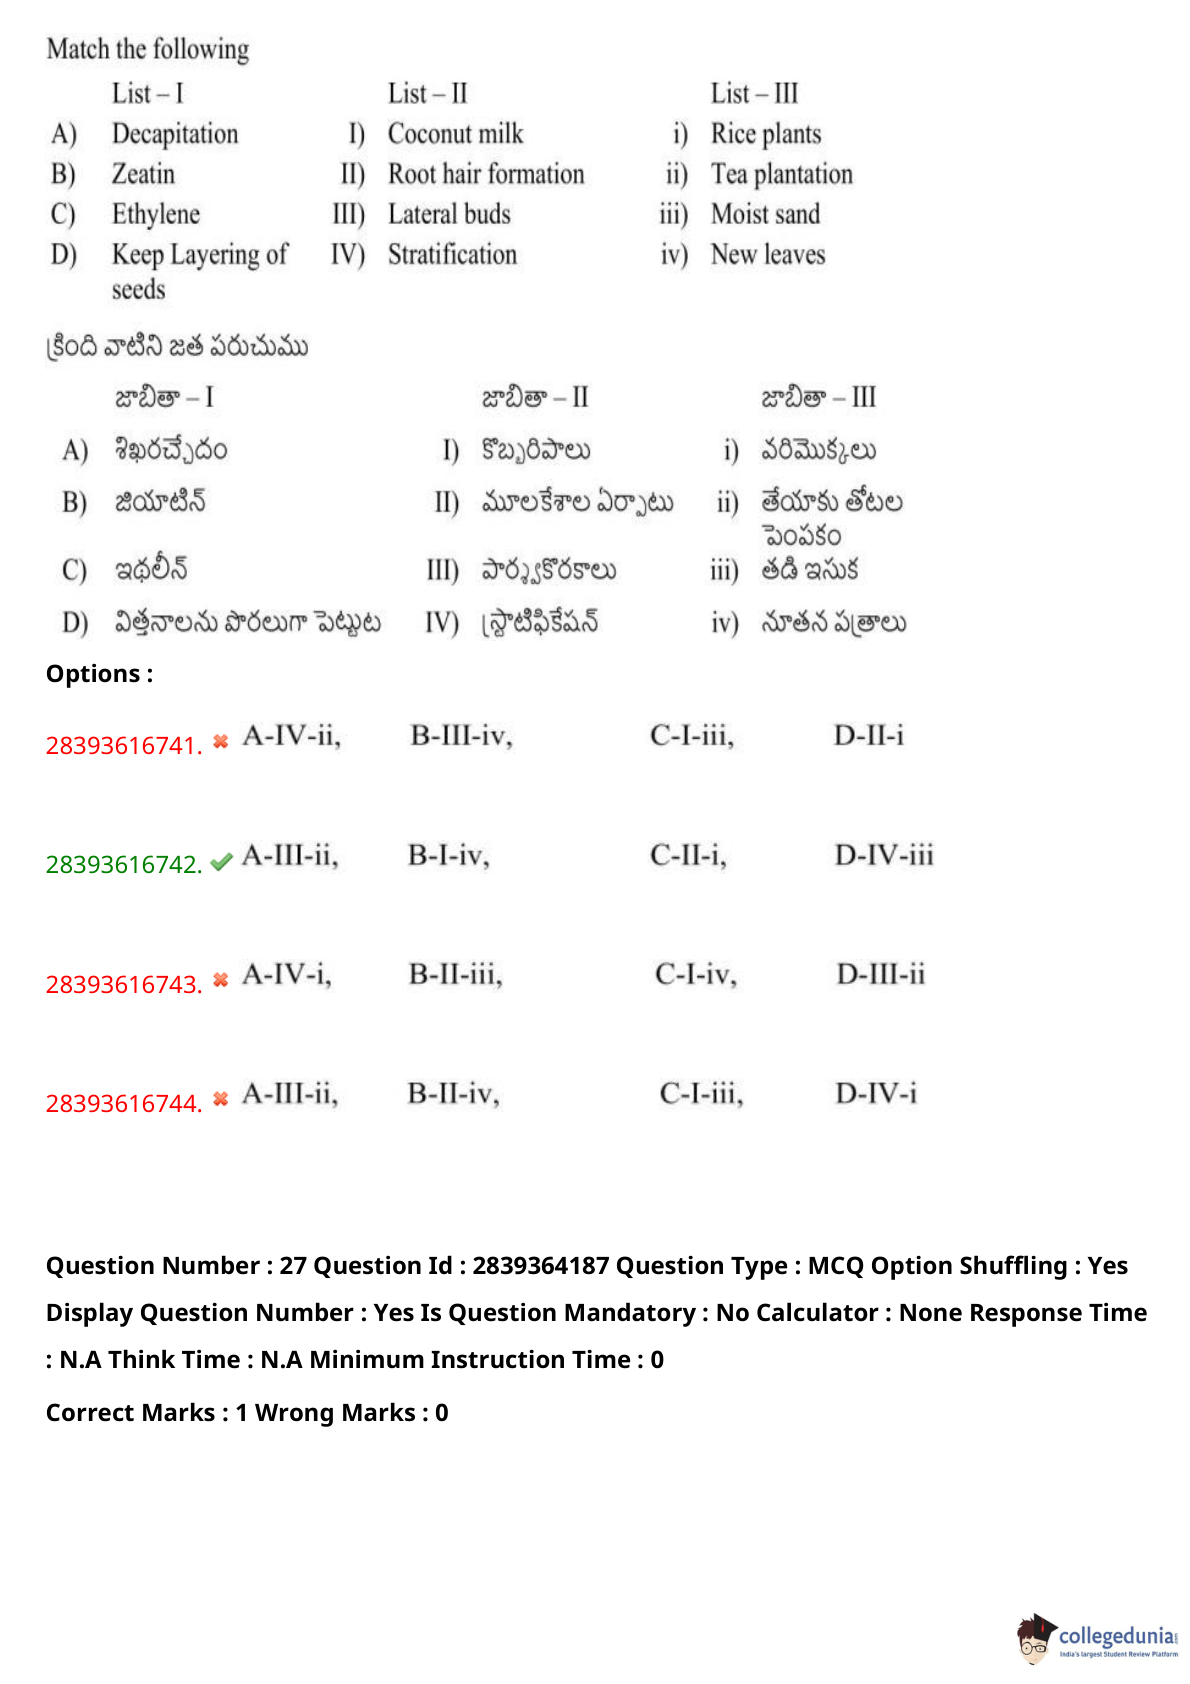 Match the following
List – I List – II List – III
A) Decapitation I) Coconut milk i) Rice plants
B) Zeatin II) Root hair formation ii) Tea plantation
C) Ethylene III) Lateral buds iii) Moist sand
D) Keep Layering of IV) Stratification iv) New leaves
seeds
క్రింది వాటిని జత పరుచుము
జాబితా – I జాబితా – II జాబితా – III
A) శిఖరచ్ఛేదం I) కొబ్బరిపాలు i) వరిమొక్కలు
B) జియాటిన్ II) మూలకేశాల ఏర్పాటు ii) తేయాకు తోటల
పెంపకం
C) ఇథలీన్ III) పార్శ్వకొరకాలు iii) తడి ఇసుక
D) విత్తనాలను పొరలుగా పెట్టుట IV) స్ట్రాటిఫికేషన్ iv) నూతన పత్రాలు
Options :
28393616741. ✖ A-IV-ii, B-III-iv, C-I-iii, D-II-i
28393616742. ✔ A-III-ii, B-I-iv, C-II-i, D-IV-iii
28393616743. ✖ A-IV-i, B-II-iii, C-I-iv, D-III-ii
28393616744. ✖ A-III-ii, B-II-iv, C-I-iii, D-IV-i
Question Number : 27 Question Id : 2839364187 Question Type : MCQ Option Shuffling : Yes
Display Question Number : Yes Is Question Mandatory : No Calculator : None Response Time
: N.A Think Time : N.A Minimum Instruction Time : 0
Correct Marks : 1 Wrong Marks : 0
collegedunia
India's largest Student Review Platform